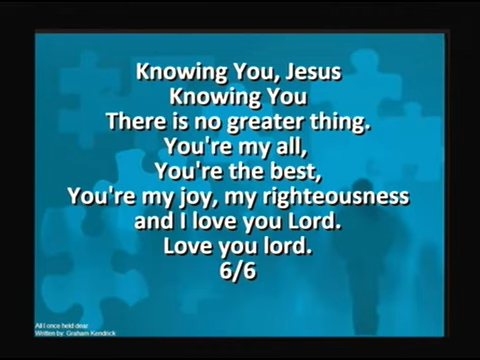 Knowing You, Jesus
Knowing You
There is no greater thing.
You're my all,
You're the best,
You're my joy, my righteousness
and I love you Lord.
Love you lord.
6/6
All I once held dear
Written by: Graham Kendrick